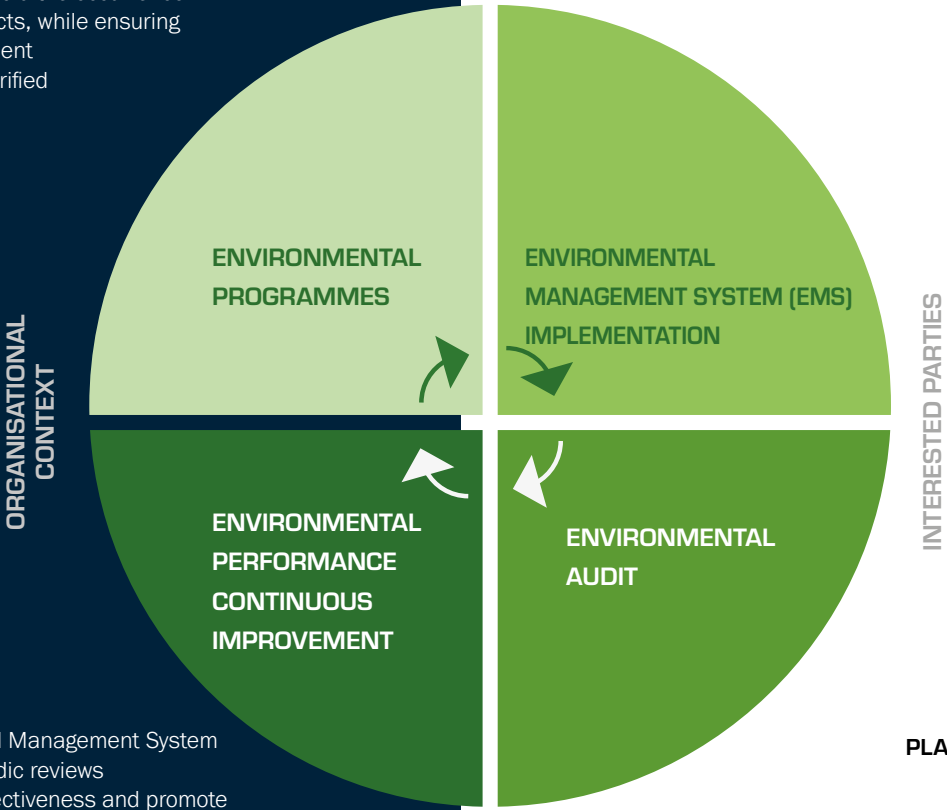 cts, while ensuring
ent
rified
ENVIRONMENTAL
PROGRAMMES
ENVIRONMENTAL
MANAGEMENT SYSTEM (EMS)
IMPLEMENTATION
ORGANISATIONAL
CONTEXT
INTERESTED PARTIES
ENVIRONMENTAL
PERFORMANCE
CONTINUOUS
IMPROVEMENT
ENVIRONMENTAL
AUDIT
l Management System
dic reviews
ectiveness and promote
PLA